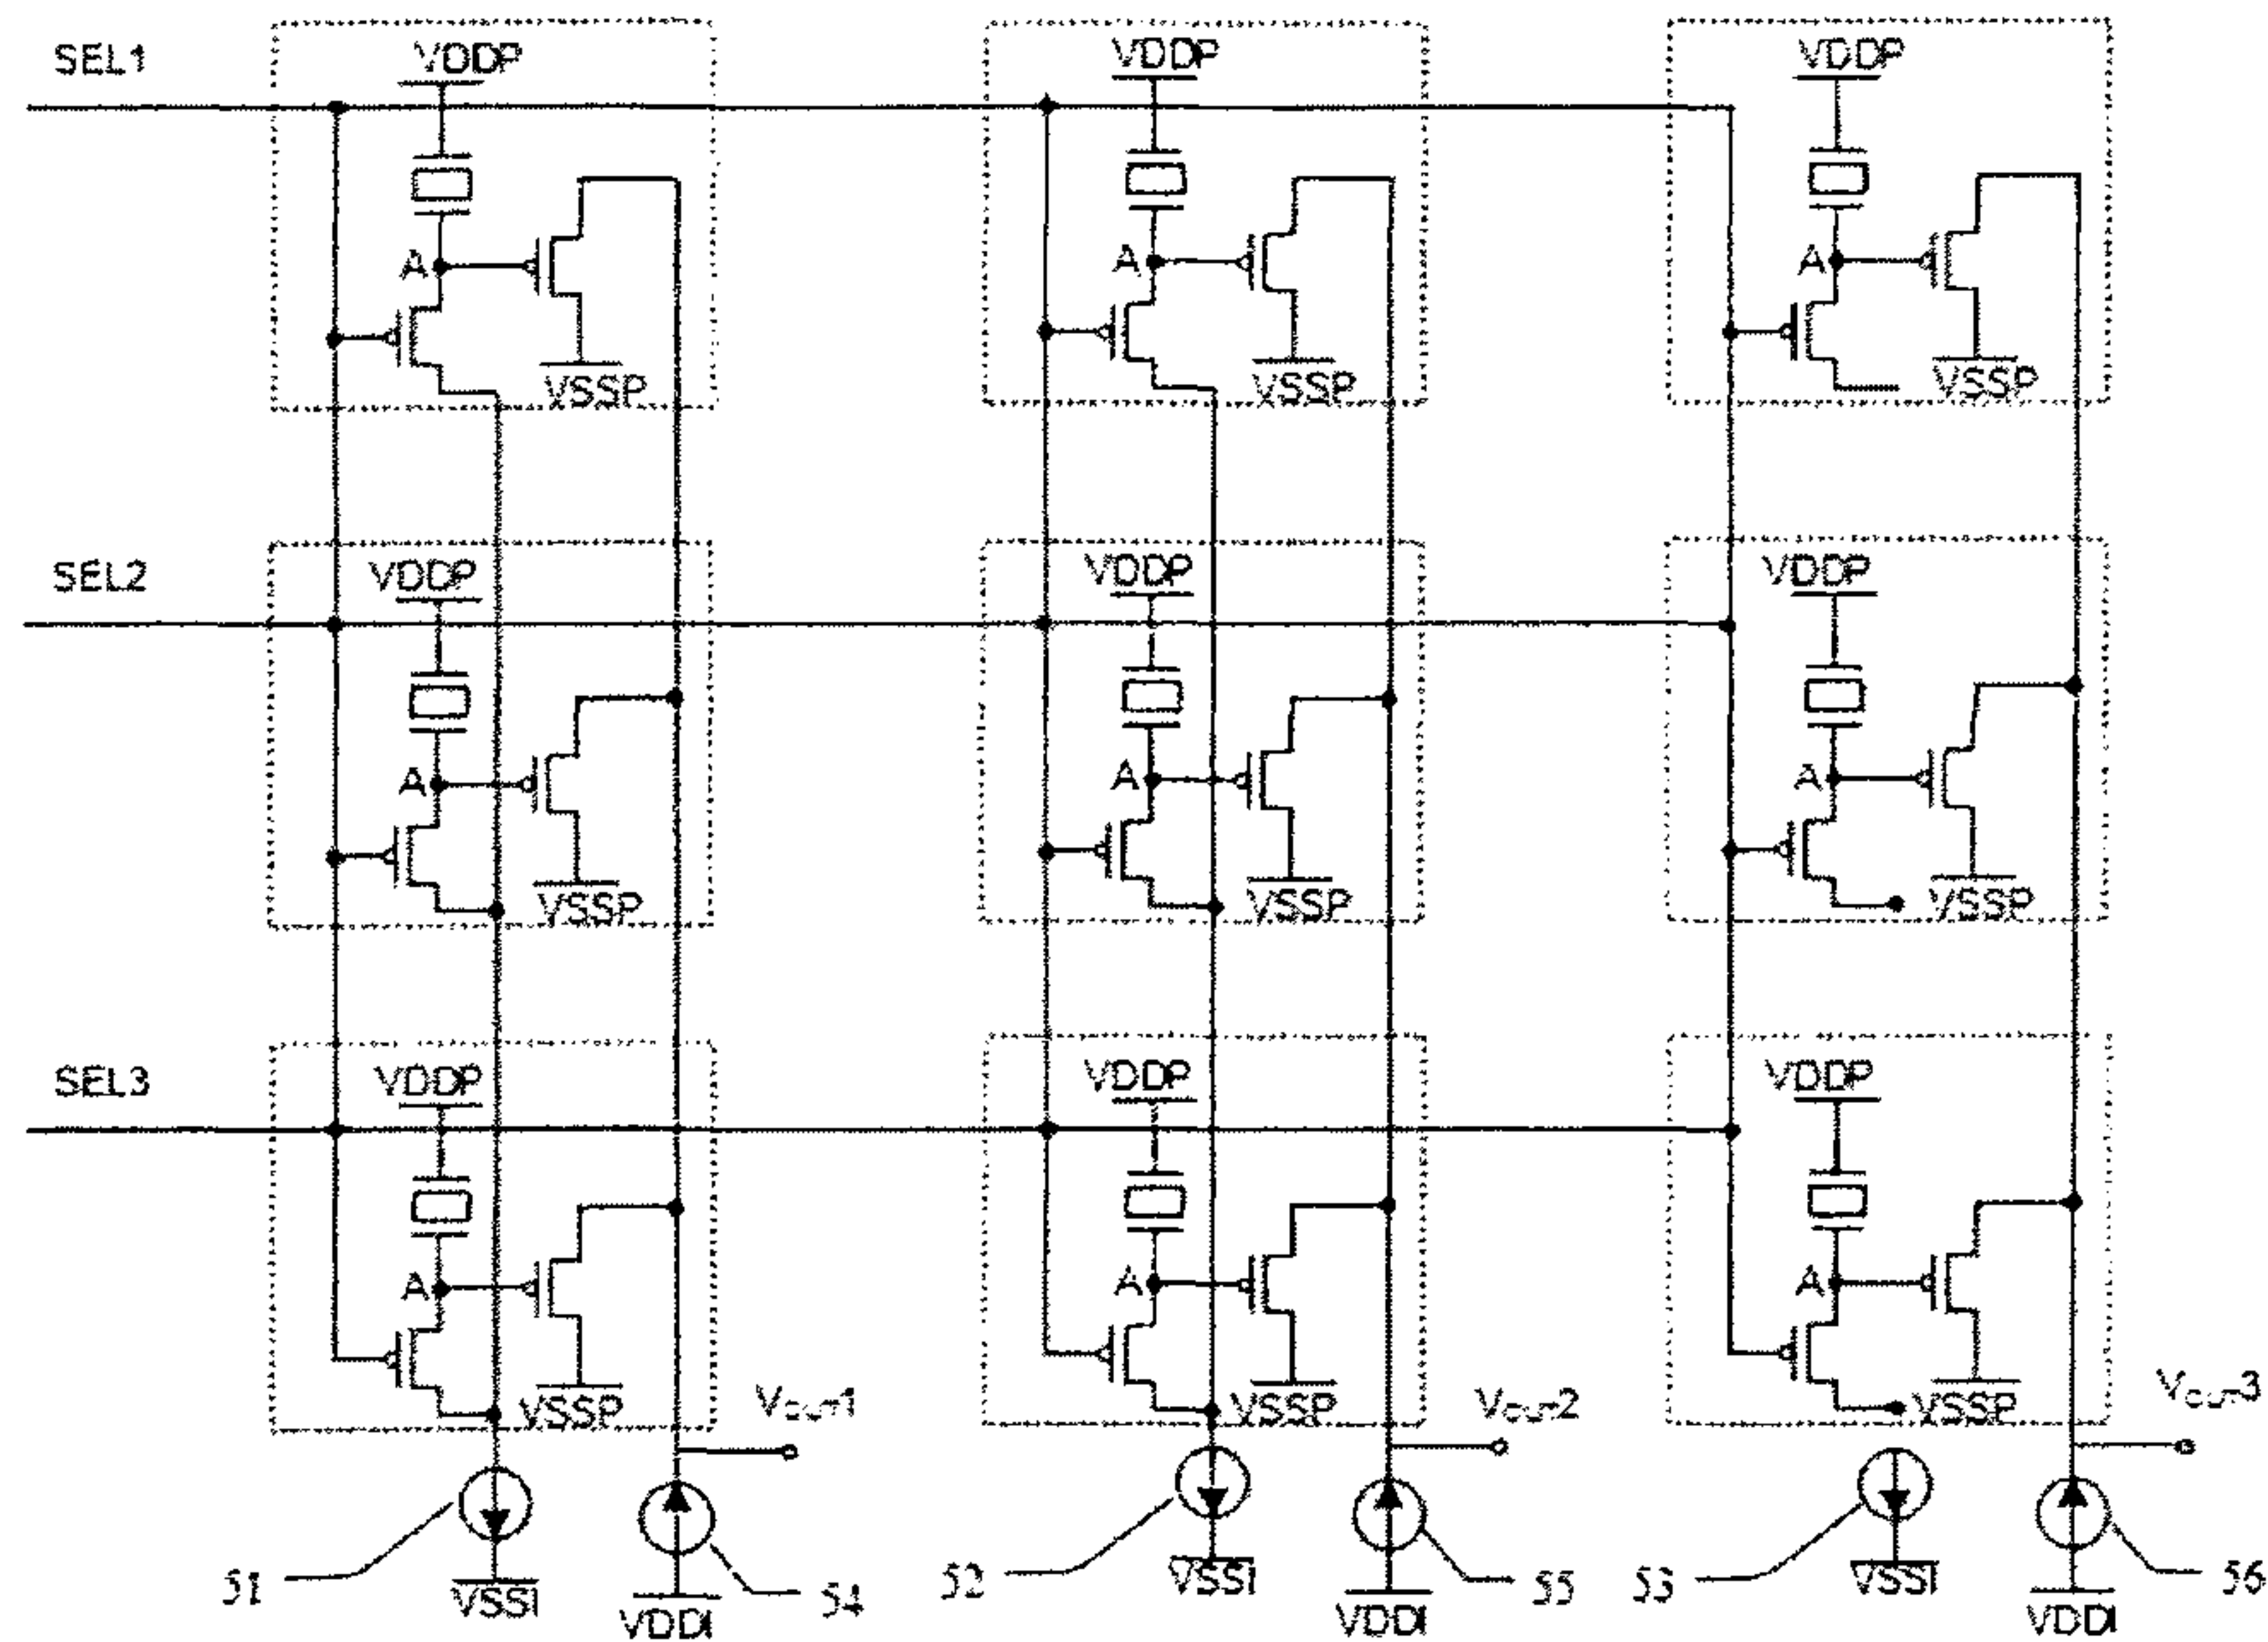 SEL1 VDDP VDDP VDDP
A A A
VSSP VSSP VSSP
SEL2 VDDP VDDP VDDP
A A A
VSSP VSSP VSSP
SEL3 VDDP VDDP VDDP
A A A
VSSP VSSP VSSP
VOUT1 VOUT2 VOUT3
51 VSSI 54 52 VSSI 55 53 VSSI 56
VDDI VDDI VDDI